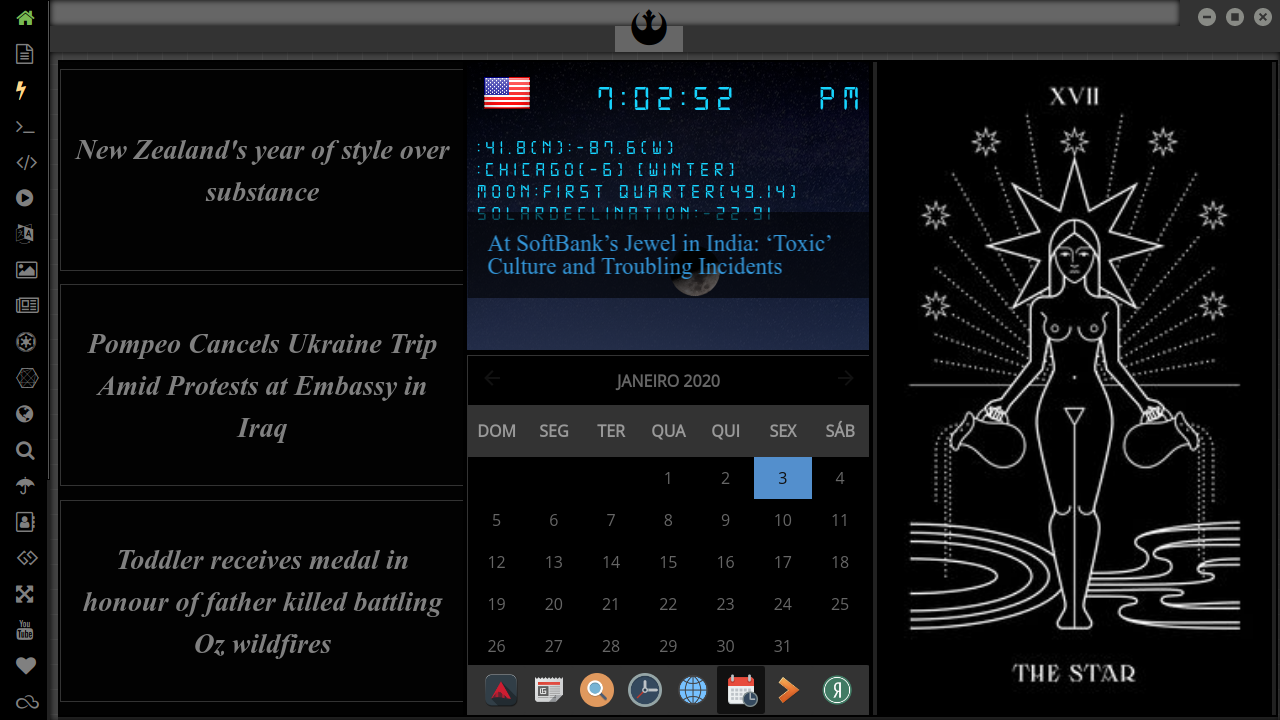 New Zealand's year of style over
substance
Pompeo Cancels Ukraine Trip
Amid Protests at Embassy in
Iraq
Toddler receives medal in
honour of father killed battling
Oz wildfires
7:02:52 PM
:41.8(N):-87.6(W)
:CHICAGO(-6) (WINTER)
MOON:FIRST QUARTER(49.14)
SOLARDECLINATION:-22.91
At SoftBank’s Jewel in India: ‘Toxic’
Culture and Troubling Incidents
JANEIRO 2020
DOM SEG TER QUA QUI SEX SÁB
1 2 3 4
5 6 7 8 9 10 11
12 13 14 15 16 17 18
19 20 21 22 23 24 25
26 27 28 29 30 31
XVII
THE STAR